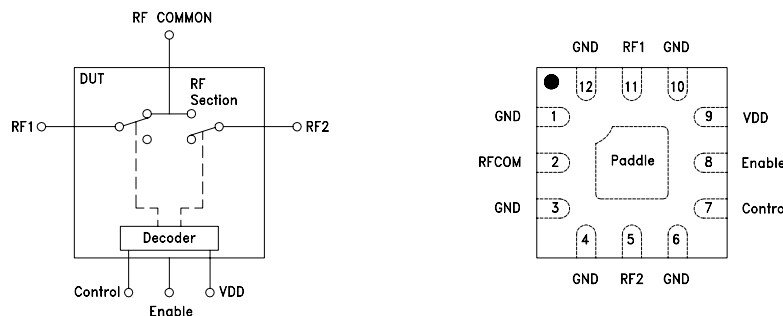 RF COMMON
DUT
RF
Section
RF1
RF2
Decoder
Control
VDD
Enable
GND RF1 GND
12 11 10
GND 1 9 VDD
RFCOM 2 Paddle 8 Enable
GND 3 7 Contro
4 5 6
GND RF2 GND